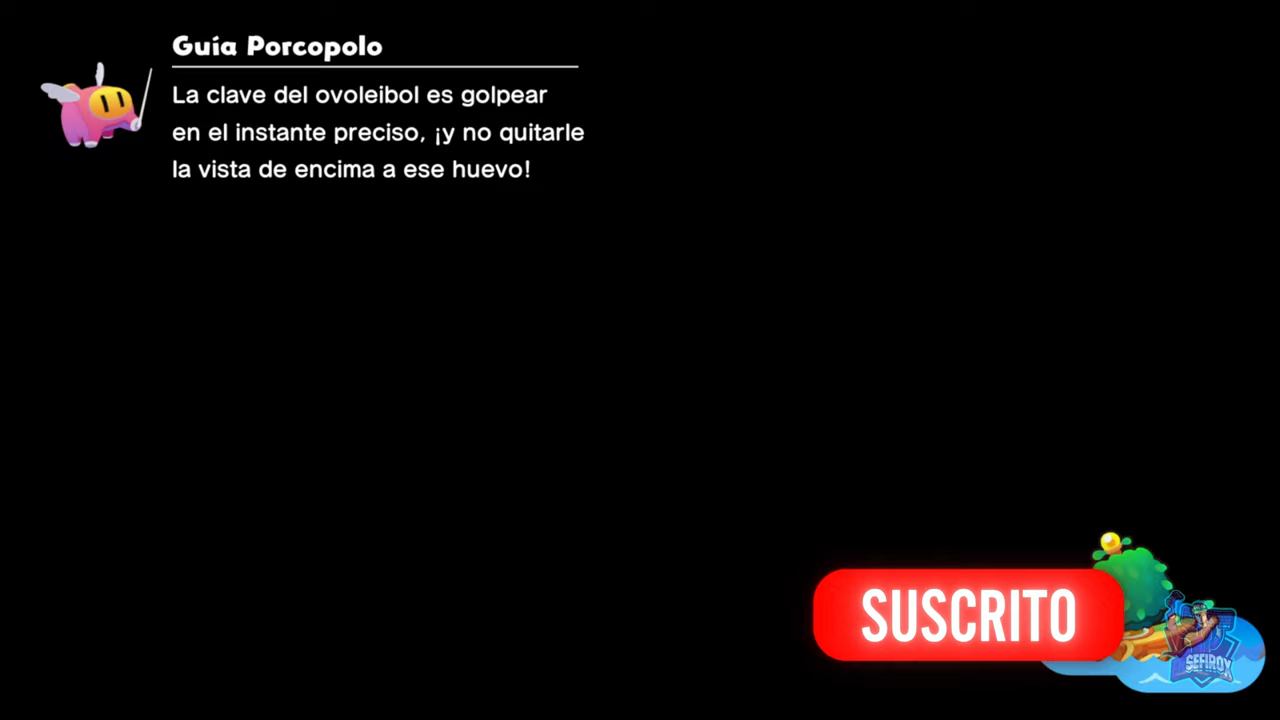 Guía Porcopolo
La clave del ovoleibol es golpear
en el instante preciso, ¡y no quitarle
la vista de encima a ese huevo!
SUSCRITO
SEFIROX